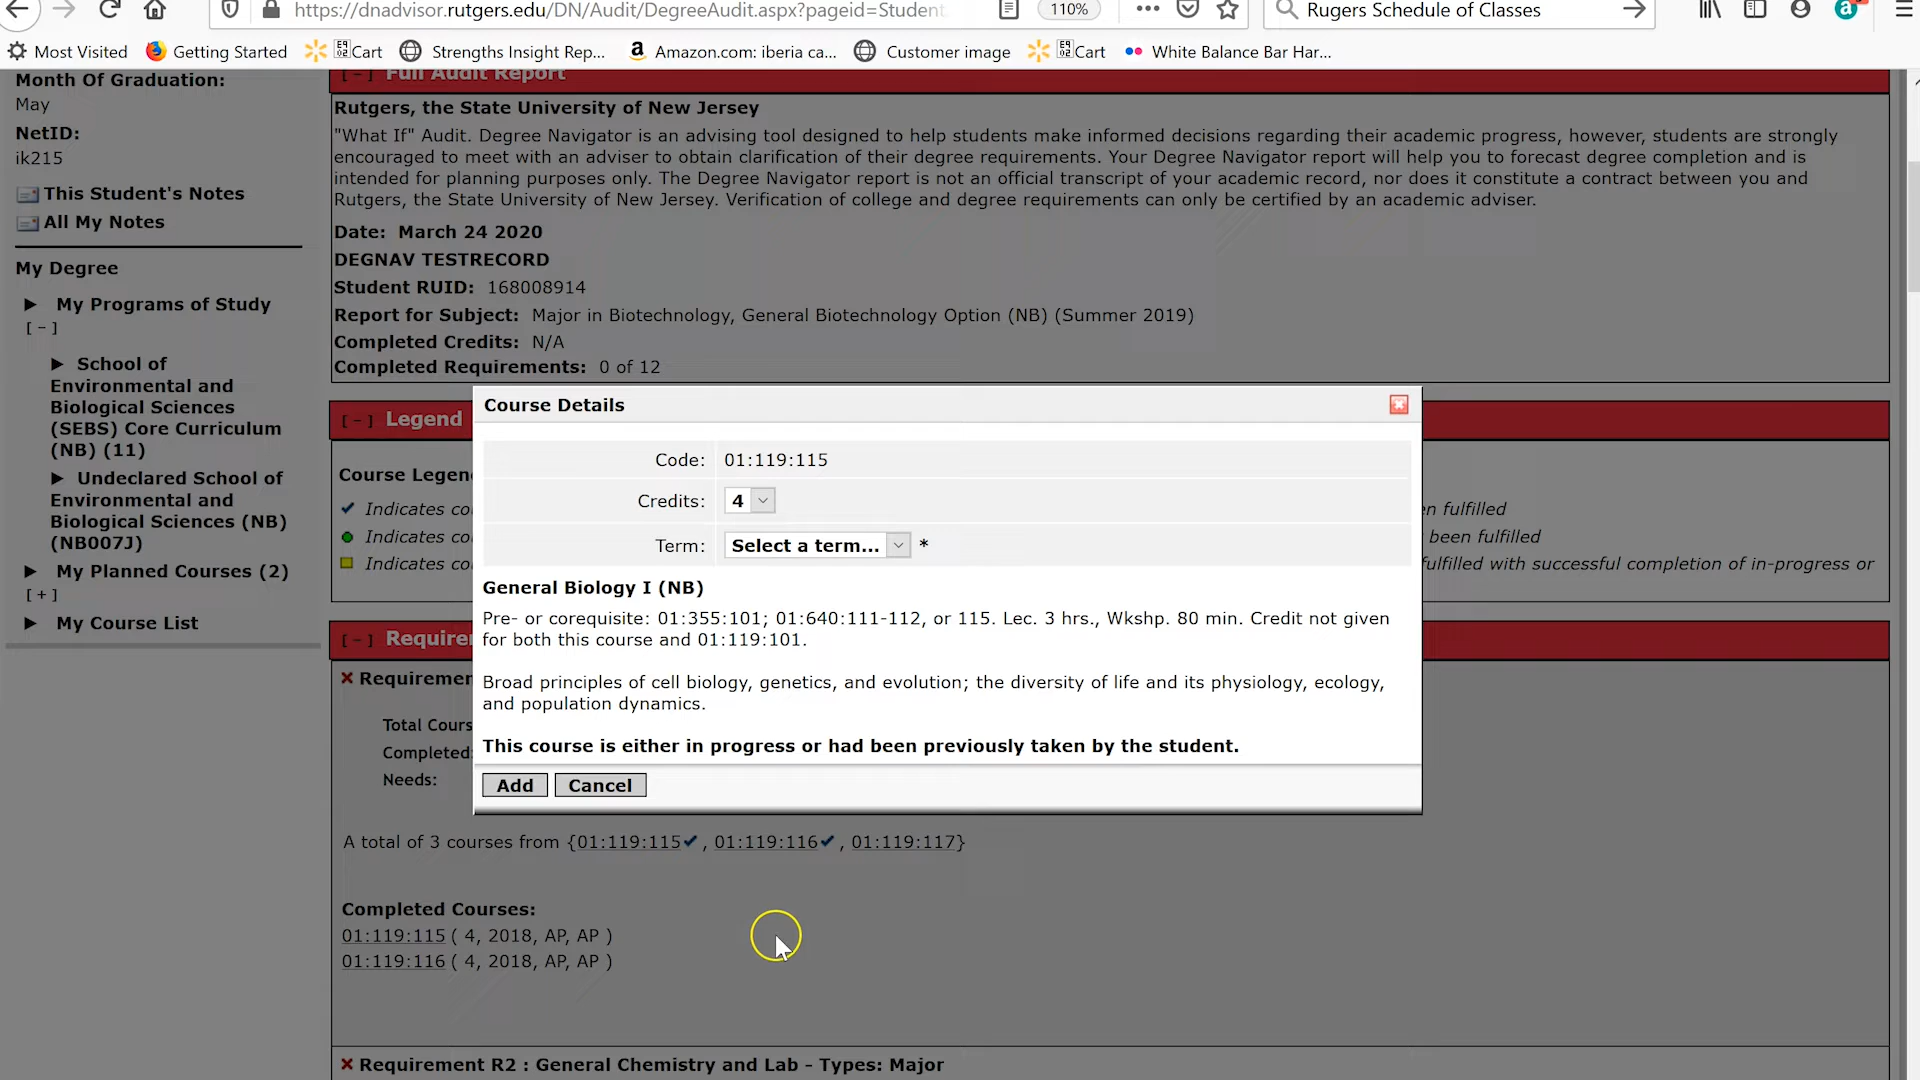 https://dnadvisor.rutgers.edu/DN/Audit/DegreeAudit.aspx?pageid=Student
110%
Rugers Schedule of Classes
Most Visited
Getting Started
Cart
Strengths Insight Rep...
Amazon.com: iberia ca...
Customer image
Cart
White Balance Bar Har...
Month Of Graduation:
May
NetID:
ik215
This Student's Notes
All My Notes
My Degree
My Programs of Study
[ - ]
School of
Environmental and
Biological Sciences
(SEBS) Core Curriculum
(NB) (11)
Undeclared School of
Environmental and
Biological Sciences (NB)
(NB007J)
My Planned Courses (2)
[ + ]
My Course List
[ - ] Full Audit Report
Rutgers, the State University of New Jersey
"What If" Audit. Degree Navigator is an advising tool designed to help students make informed decisions regarding their academic progress, however, students are strongly
encouraged to meet with an adviser to obtain clarification of their degree requirements. Your Degree Navigator report will help you to forecast degree completion and is
intended for planning purposes only. The Degree Navigator report is not an official transcript of your academic record, nor does it constitute a contract between you and
Rutgers, the State University of New Jersey. Verification of college and degree requirements can only be certified by an academic adviser.
Date: March 24 2020
DEGNAV TESTRECORD
Student RUID: 168008914
Report for Subject: Major in Biotechnology, General Biotechnology Option (NB) (Summer 2019)
Completed Credits: N/A
Completed Requirements: 0 of 12
[ - ] Legend
Course Legen
Indicates co
n fulfilled
Indicates co
been fulfilled
Indicates co
ulfilled with successful completion of in-progress or
Course Details
Code: 01:119:115
Credits: 4
Term: Select a term... *
General Biology I (NB)
Pre- or corequisite: 01:355:101; 01:640:111-112, or 115. Lec. 3 hrs., Wkshp. 80 min. Credit not given
for both this course and 01:119:101.
Broad principles of cell biology, genetics, and evolution; the diversity of life and its physiology, ecology,
and population dynamics.
This course is either in progress or had been previously taken by the student.
Add Cancel
[ - ] Requirer
Requiremer
Total Cours
Completed:
Needs:
A total of 3 courses from {01:119:115 , 01:119:116 , 01:119:117}
Completed Courses:
01:119:115 ( 4, 2018, AP, AP )
01:119:116 ( 4, 2018, AP, AP )
Requirement R2 : General Chemistry and Lab - Types: Major